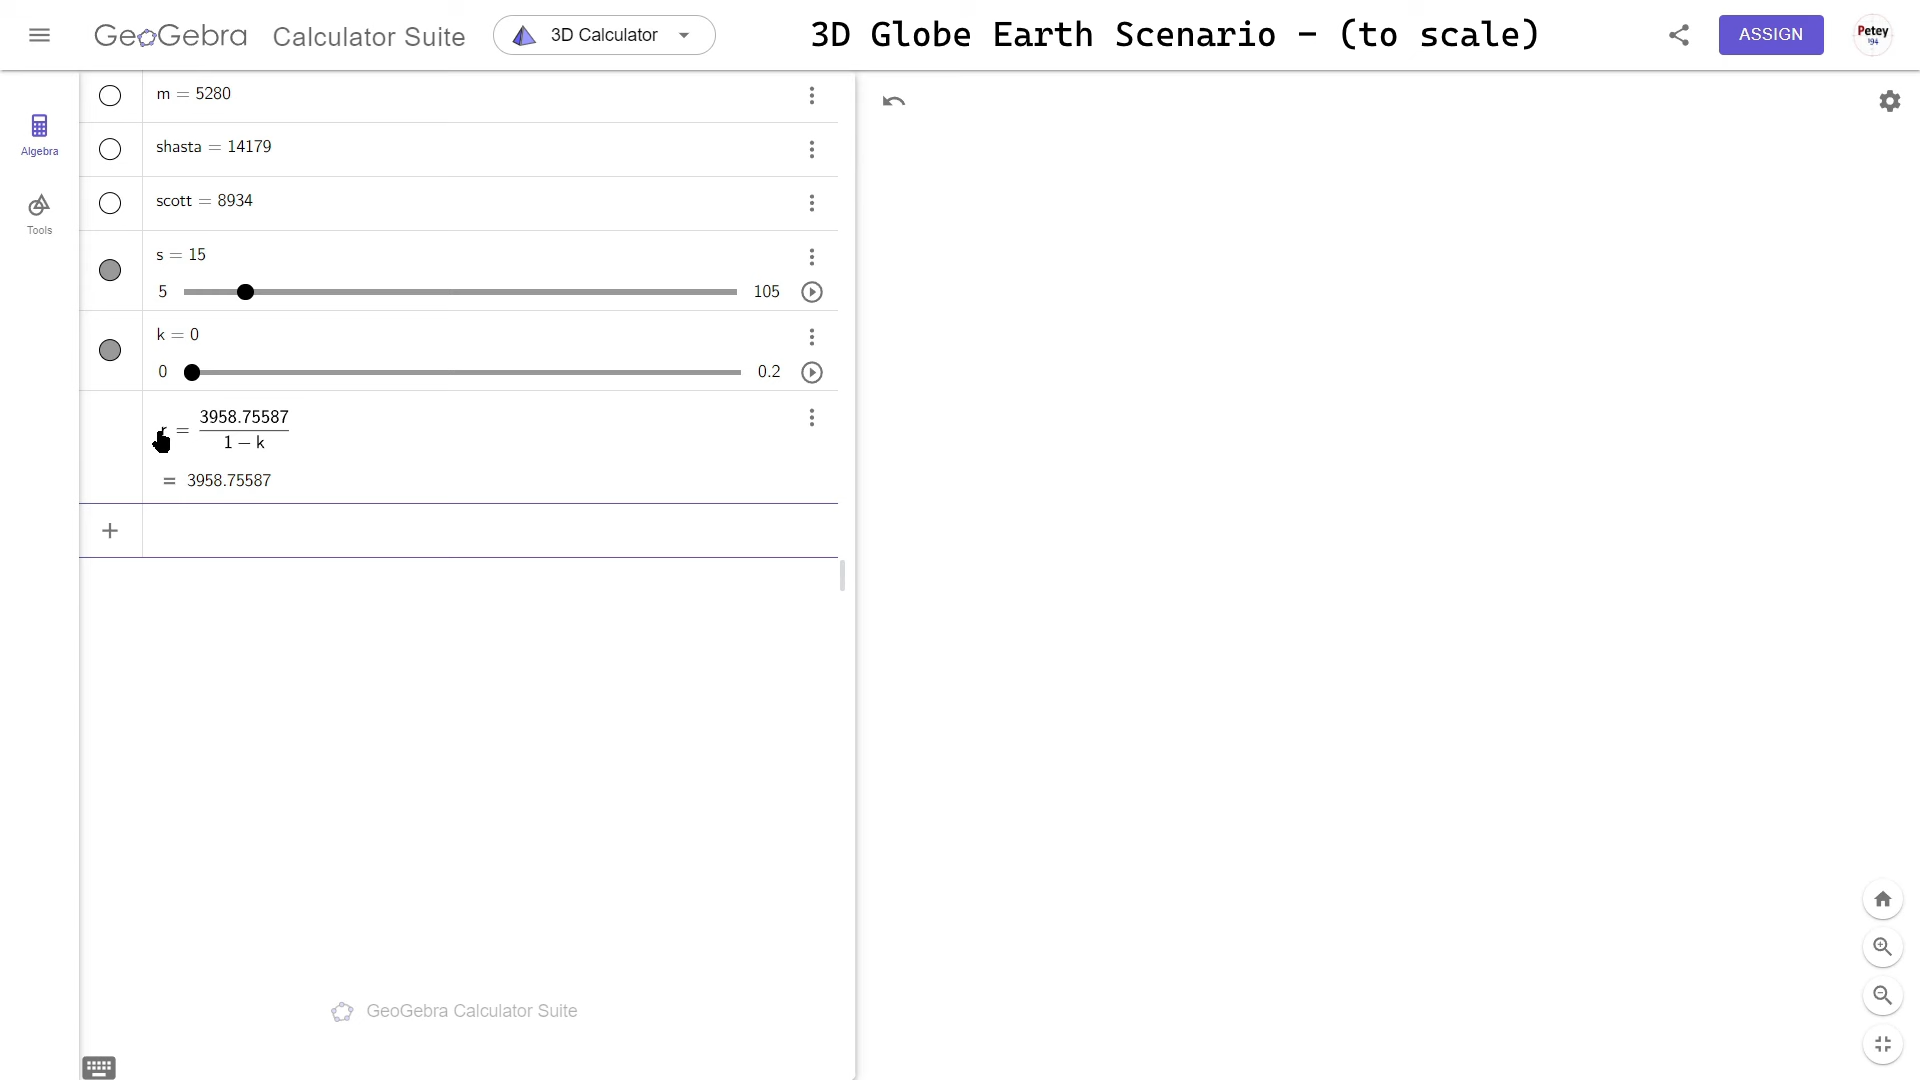 GeoGebra Calculator Suite 3D Calculator 3D Globe Earth Scenario - (to scale) ASSIGN Petey '94
m = 5280
Algebra
shasta = 14179
scott = 8934
Tools
s = 15
5 105
k = 0
0 0.2
r = 3958.75587 / 1 − k
= 3958.75587
+
GeoGebra Calculator Suite